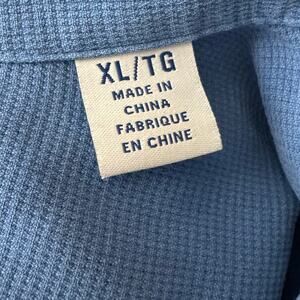 XL/TG
MADE IN
CHINA
FABRIQUE
EN CHINE